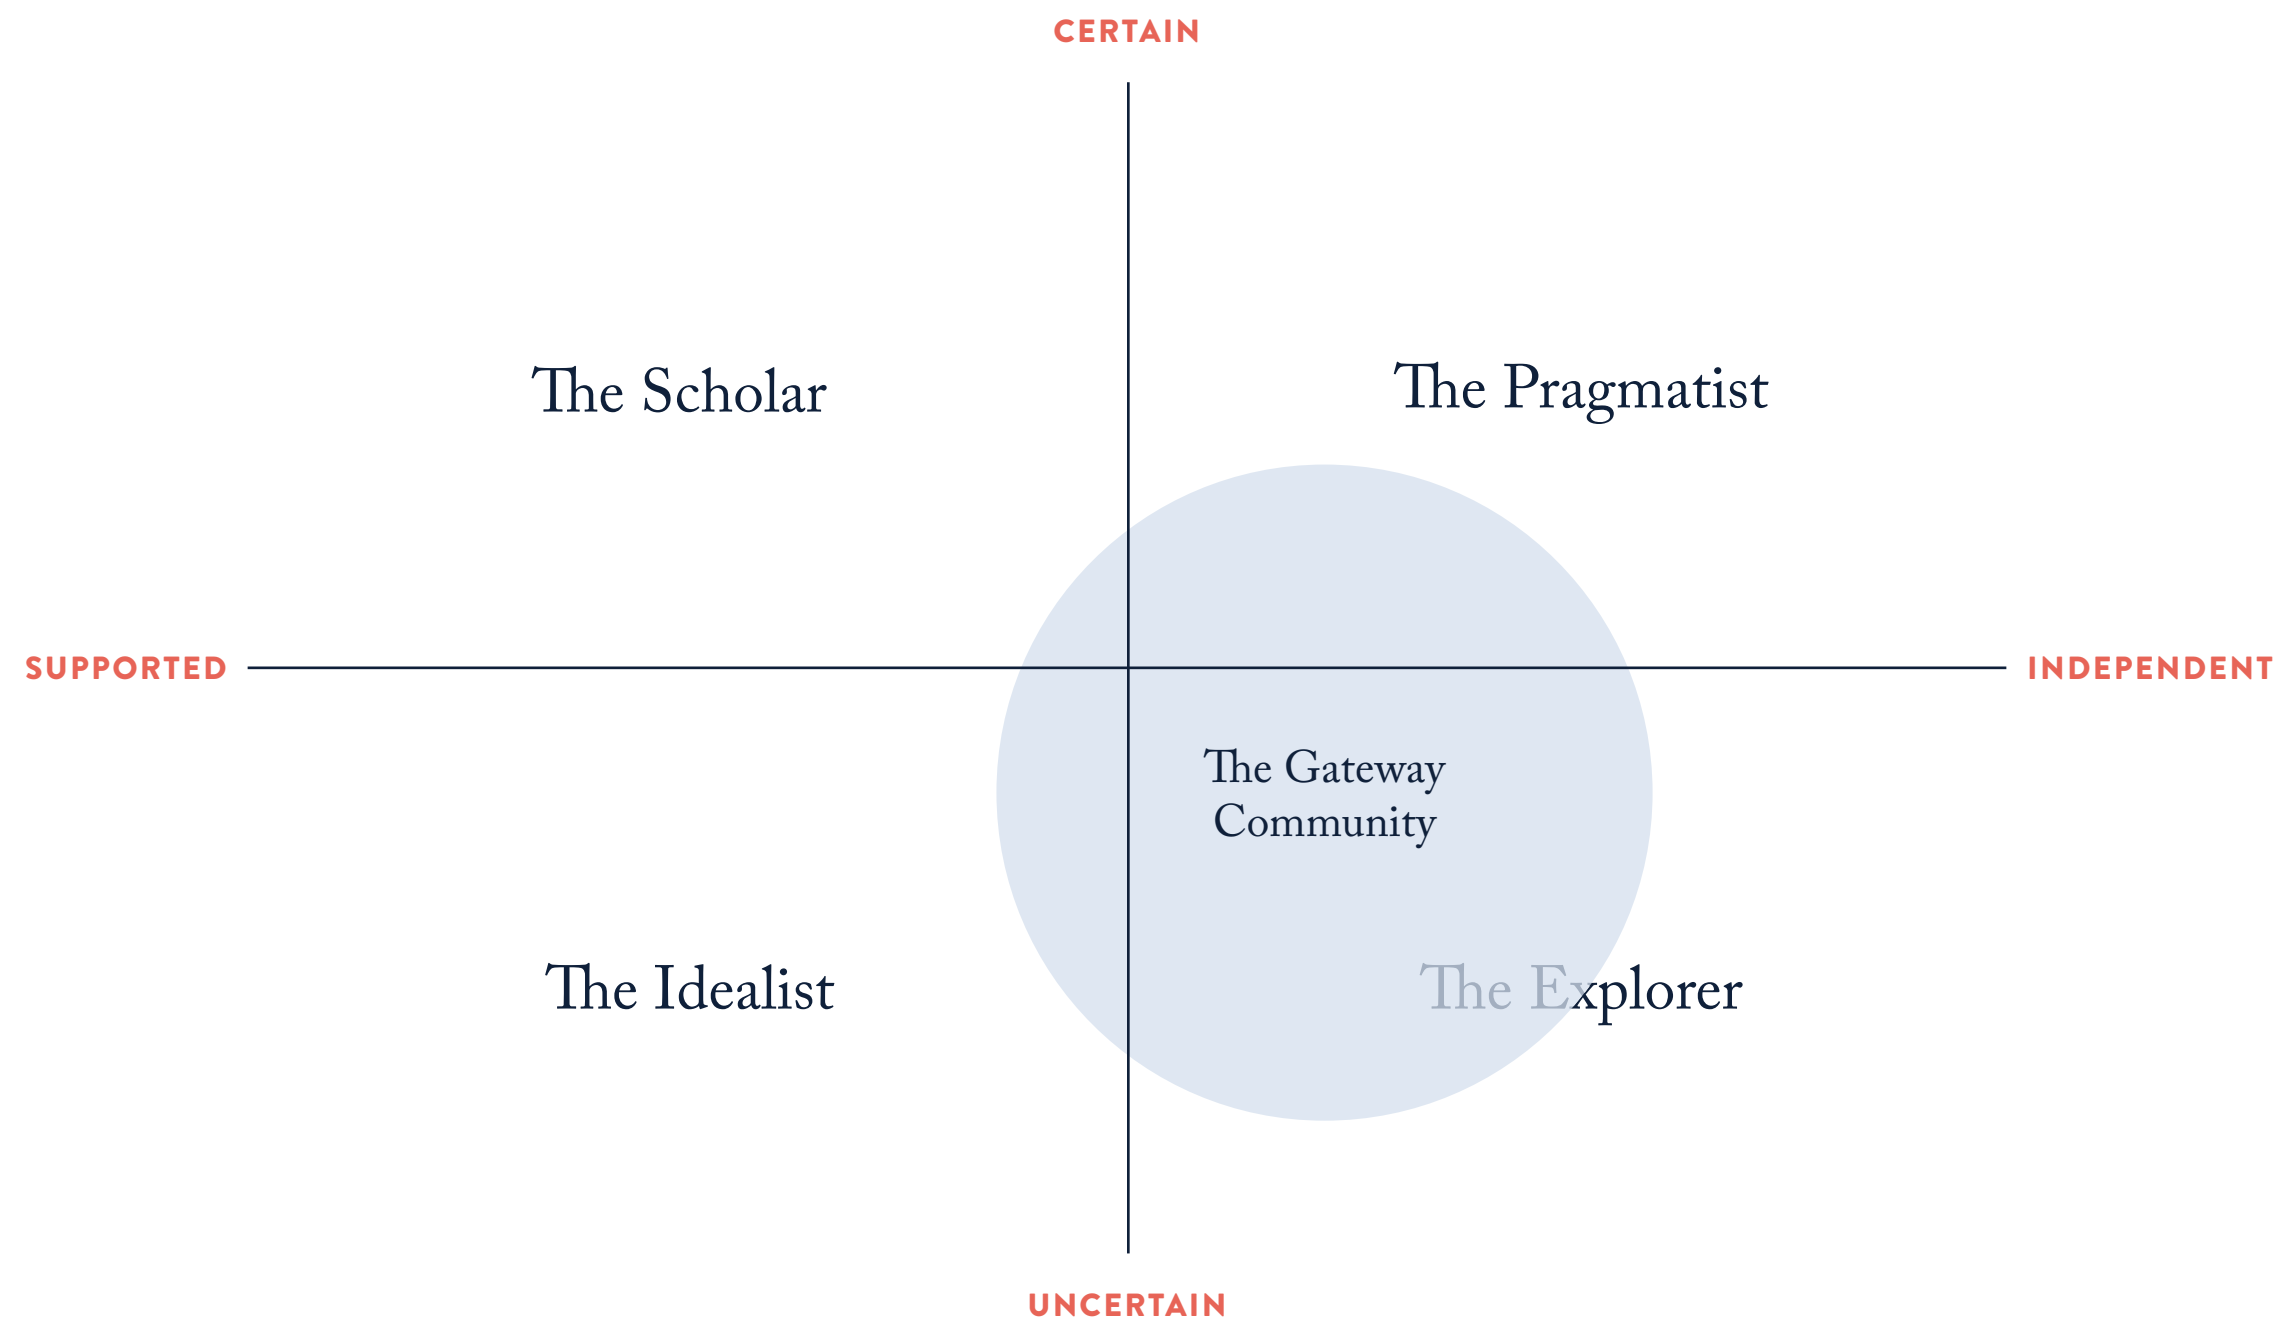 CERTAIN
The Scholar
The Pragmatist
SUPPORTED
INDEPENDENT
The Gateway
Community
The Idealist
The Explorer
UNCERTAIN